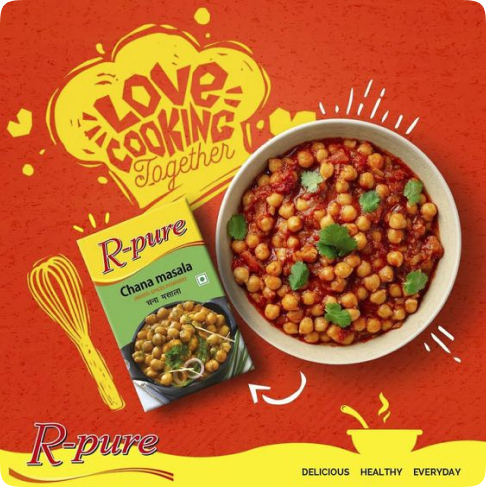 LOVE
COOKING
Together
R-pure
Chana masala
चना मसाला
R-pure
DELICIOUS HEALTHY EVERYDAY